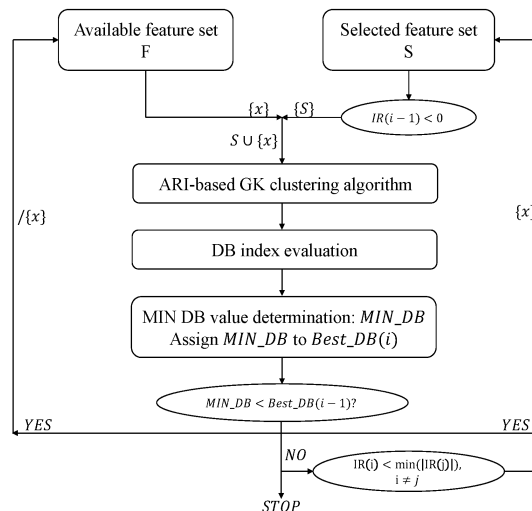 Available feature set
F
Selected feature set
S
{x}
{S}
IR(i − 1) < 0
S ∪ {x}
ARI-based GK clustering algorithm
/{x}
{x}
DB index evaluation
MIN DB value determination: MIN_DB
Assign MIN_DB to Best_DB(i)
MIN_DB < Best_DB(i − 1)?
YES
YES
NO
IR(i) < min(|IR(j)|),
i ≠ j
STOP